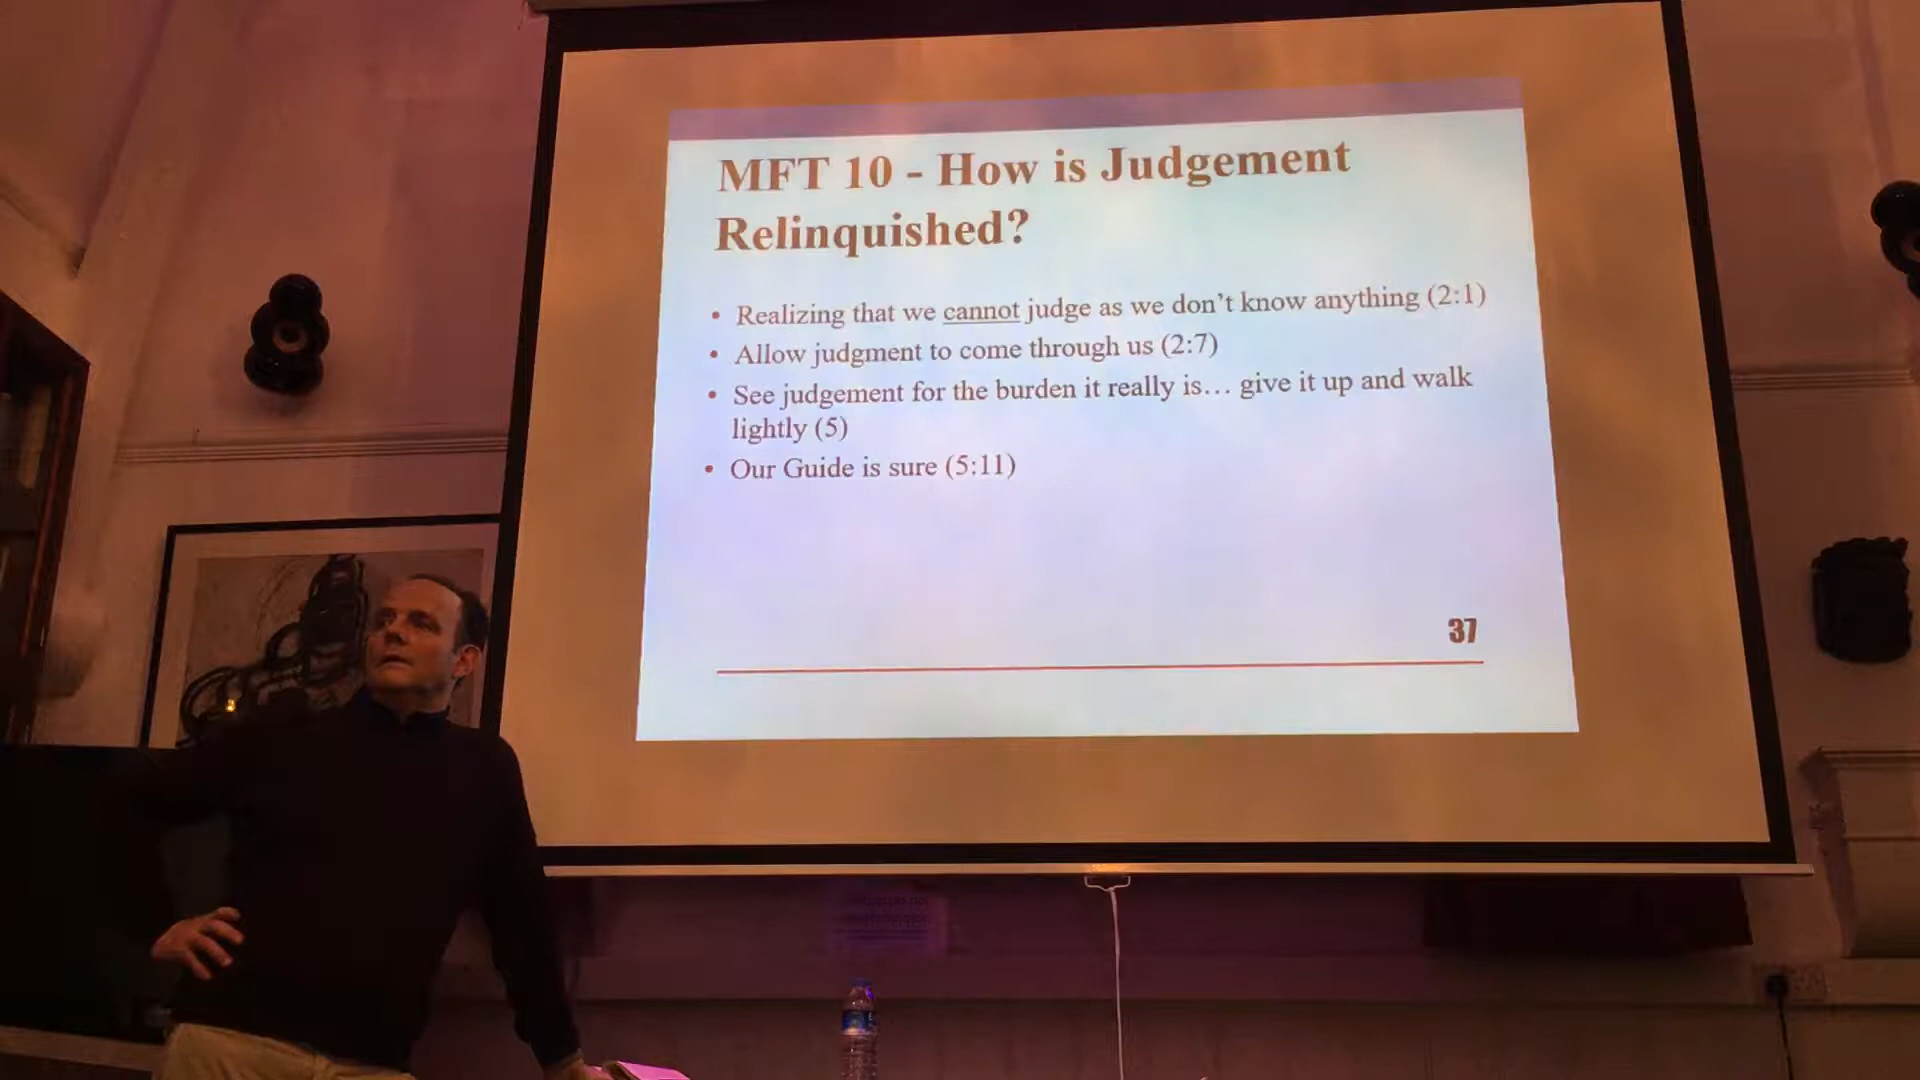 MFT 10 - How is Judgement
Relinquished?
• Realizing that we cannot judge as we don't know anything (2:1)
• Allow judgment to come through us (2:7)
• See judgement for the burden it really is… give it up and walk
lightly (5)
• Our Guide is sure (5:11)
37